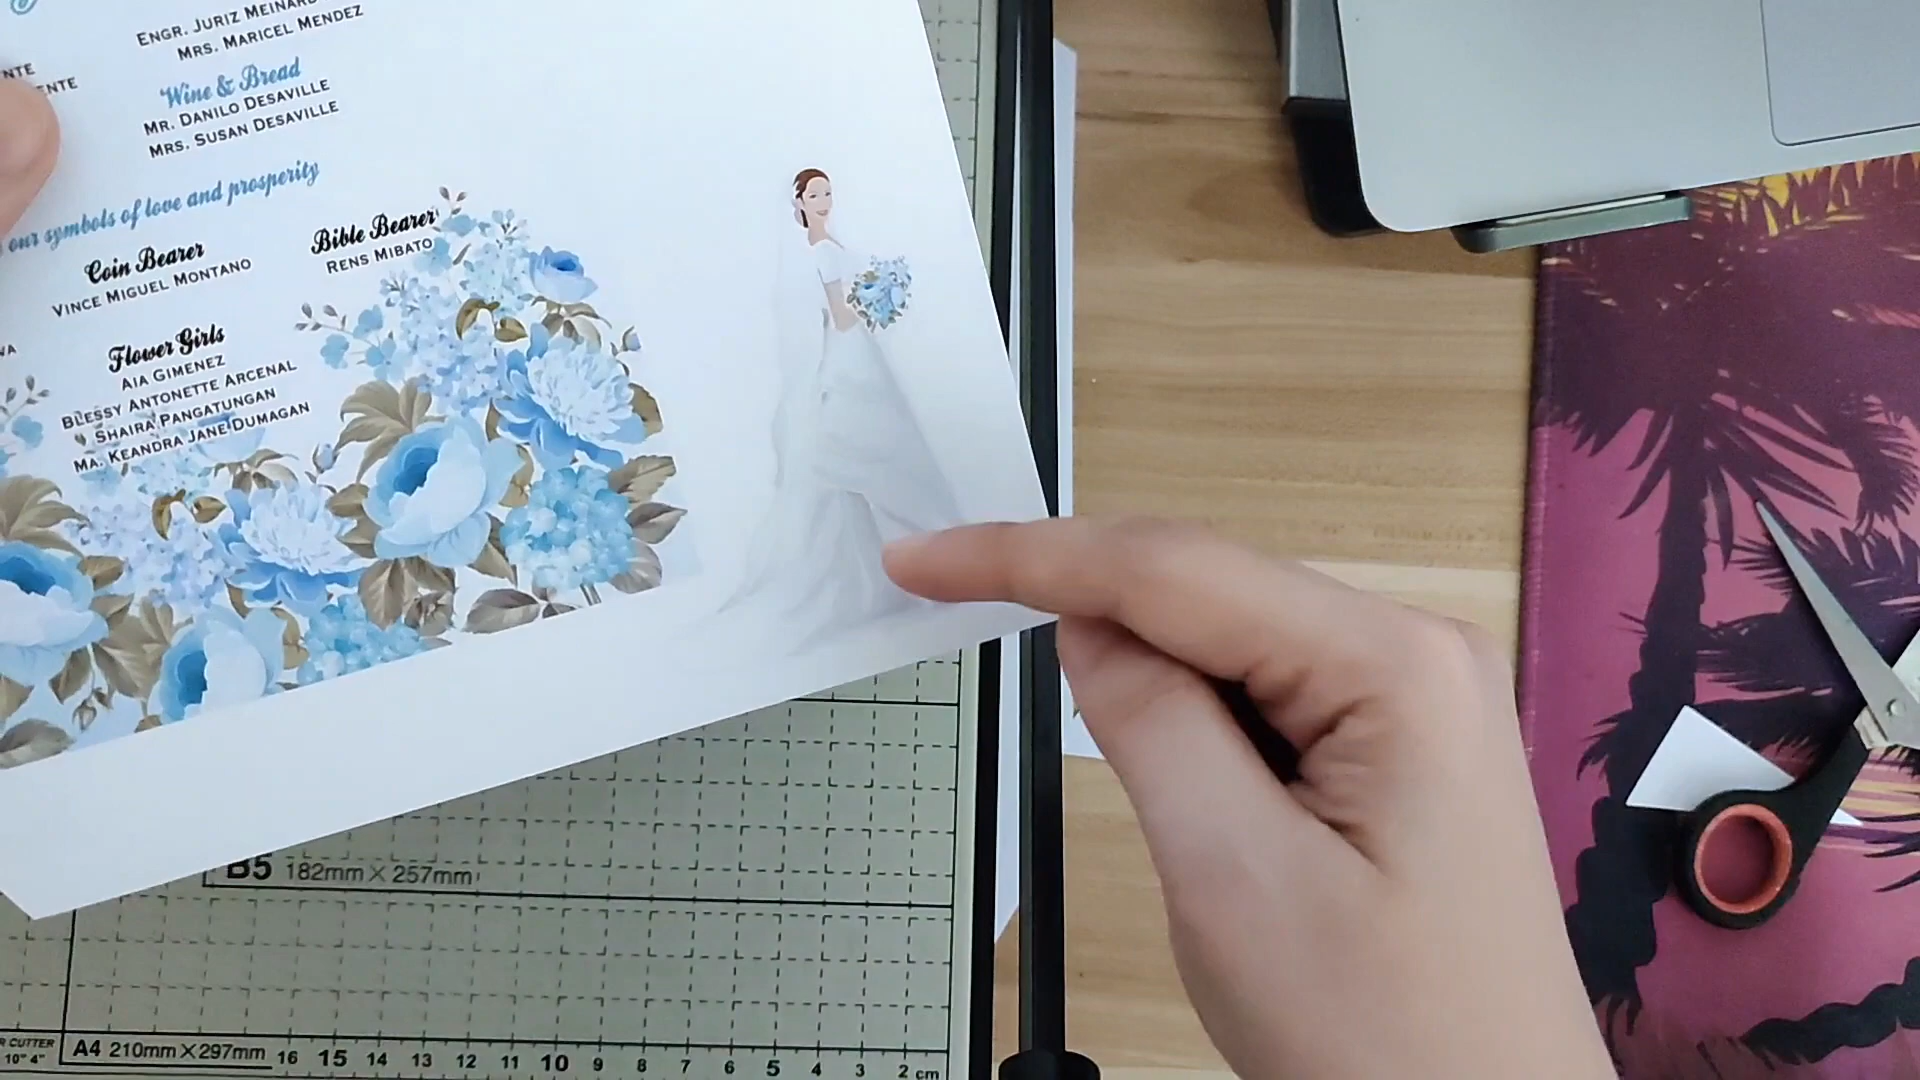 ENGR. JURIZ
MRS. MARICEL MENDEZ
Wine & Bread
MR. DANILO DESAVILLE
MRS. SUSAN DESAVILLE
our symbols of love and prosperity
Coin Bearer
VINCE MIGUEL MONTANO
Bible Bearer
RENS MIBATO
Flower Girls
AIA GIMENEZ
BLESSY ANTONETTE ARCENAL
SHAIRA PANGATUNGAN
MA. KEANDRA JANE DUMAGAN
B5 182mm×257mm
CUTTER
10" 4"
A4 210mm×297mm
16 15 14 13 12 11 10 9 8 7 6 5 4 3 2 cm